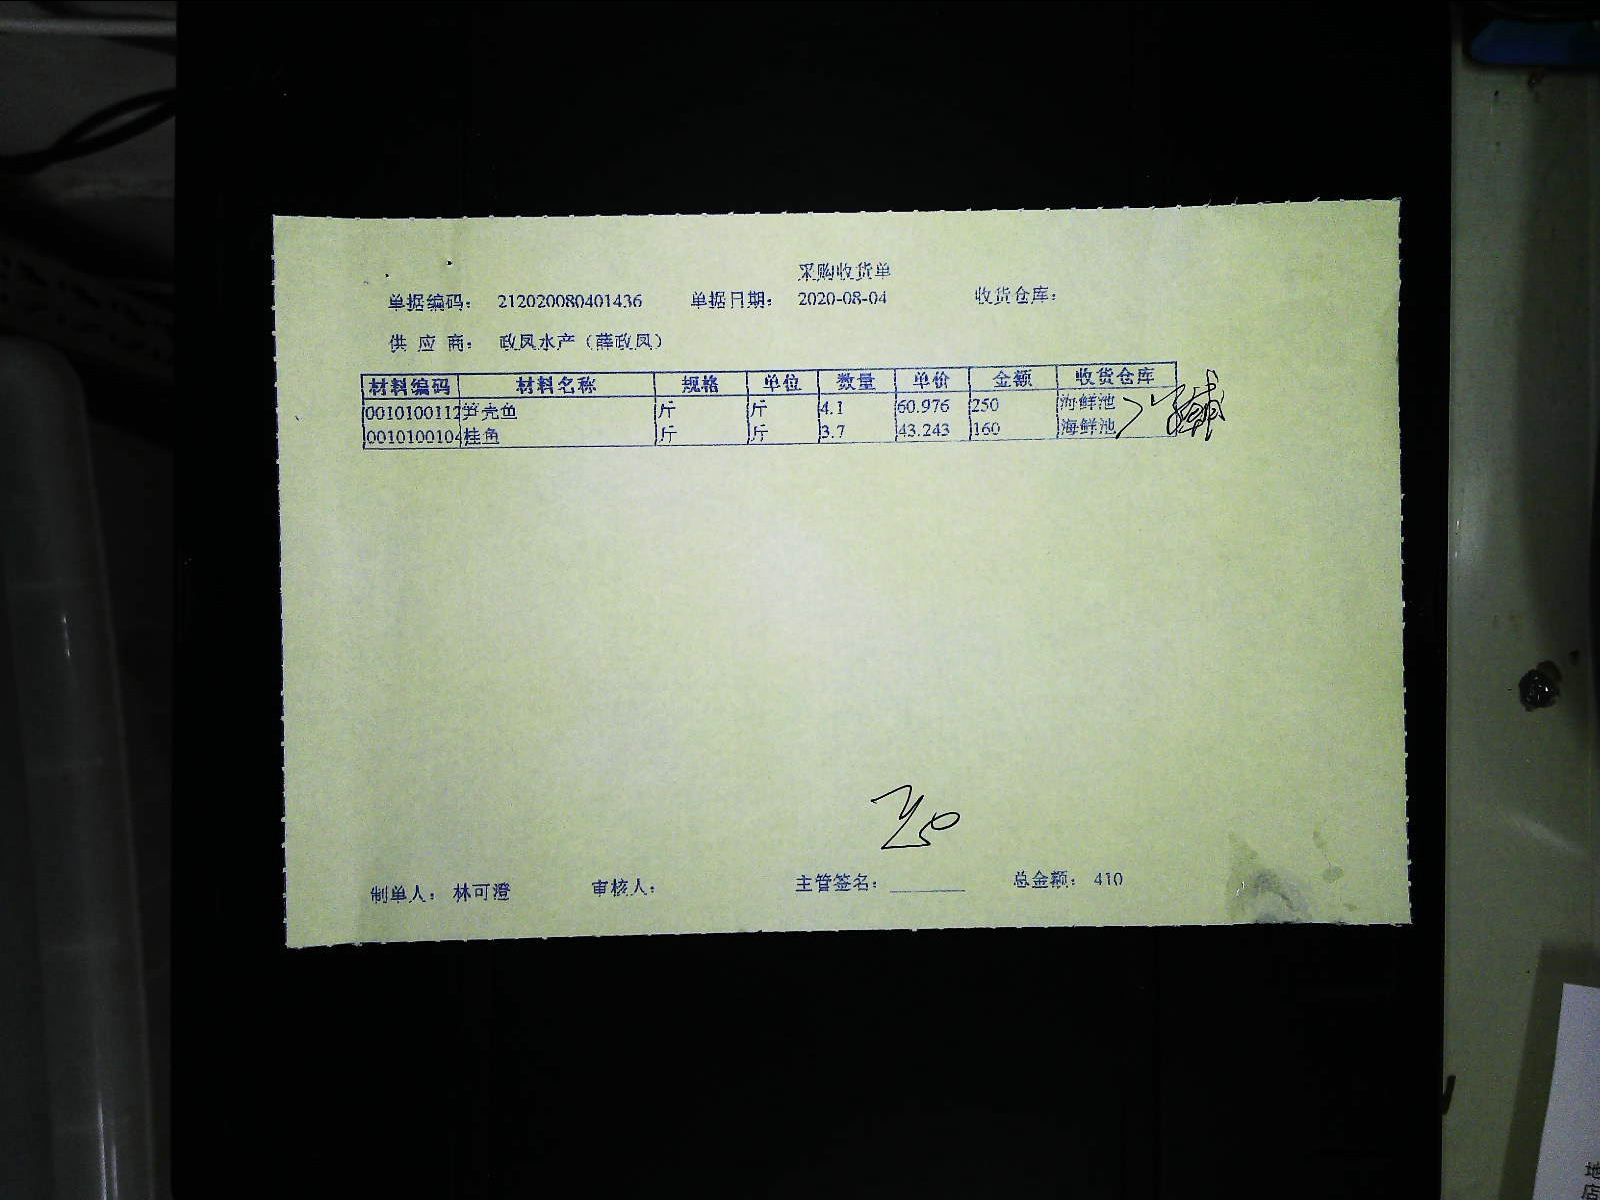 采购收货单
单据编码： 212020080401436 单据日期： 2020-08-04 收货仓库：
供 应 商： 政凤水产（薛政凤）
材料编码 材料名称 规格 单位 数量 单价 金额 收货仓库
0010100112 笋壳鱼 斤 斤 4.1 60.976 250 海鲜池
0010100104 桂鱼 斤 斤 3.7 43.243 160 海鲜池
制单人： 林可澄 审核人： 主管签名： 总金额： 410